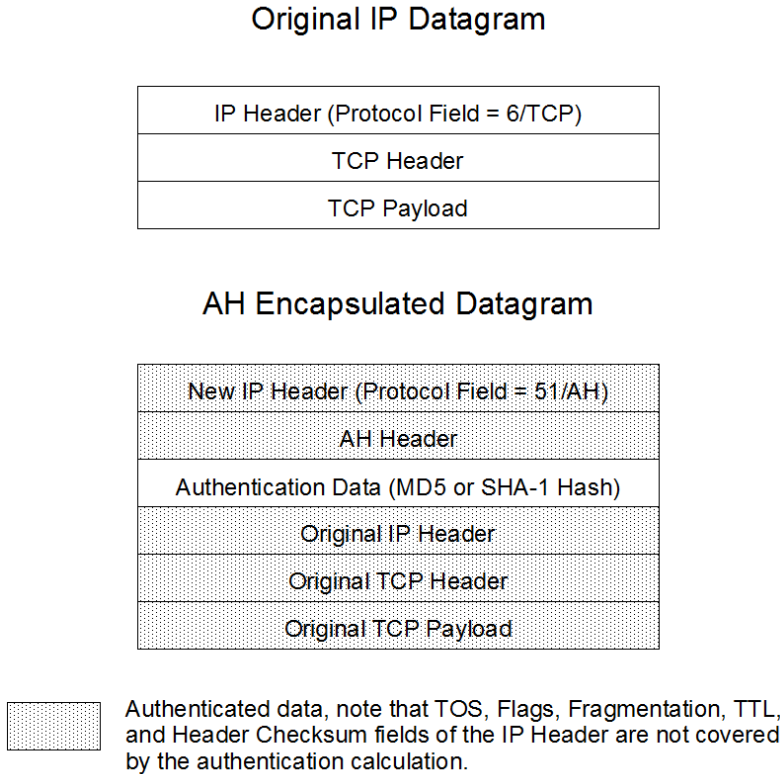 Original IP Datagram
IP Header (Protocol Field = 6/TCP)
TCP Header
TCP Payload
AH Encapsulated Datagram
New IP Header (Protocol Field = 51/AH)
AH Header
Authentication Data (MD5 or SHA-1 Hash)
Original IP Header
Original TCP Header
Original TCP Payload
Authenticated data, note that TOS, Flags, Fragmentation, TTL,
and Header Checksum fields of the IP Header are not covered
by the authentication calculation.